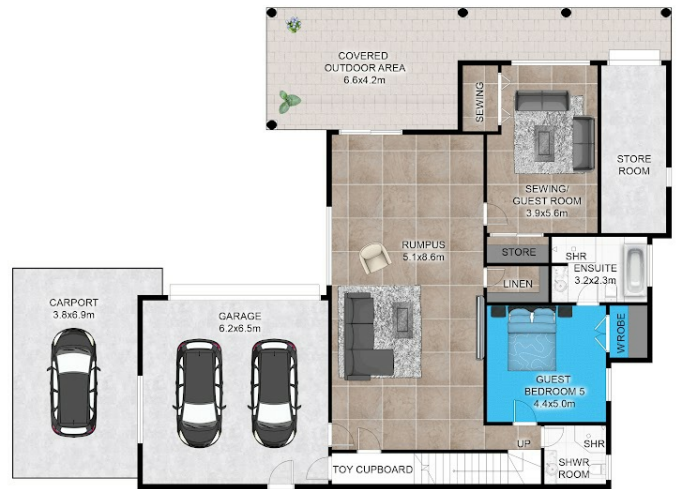 COVERED
OUTDOOR AREA
6.6x4.2m
SEWING
STORE
ROOM
SEWING/
GUEST ROOM
3.9x5.6m
RUMPUS
5.1x8.6m
STORE
SHR
ENSUITE
3.2x2.3m
LINEN
CARPORT
3.8x6.9m
GARAGE
6.2x6.5m
W'ROBE
GUEST
BEDROOM 5
4.4x5.0m
UP
SHR
TOY CUPBOARD
SHWR
ROOM